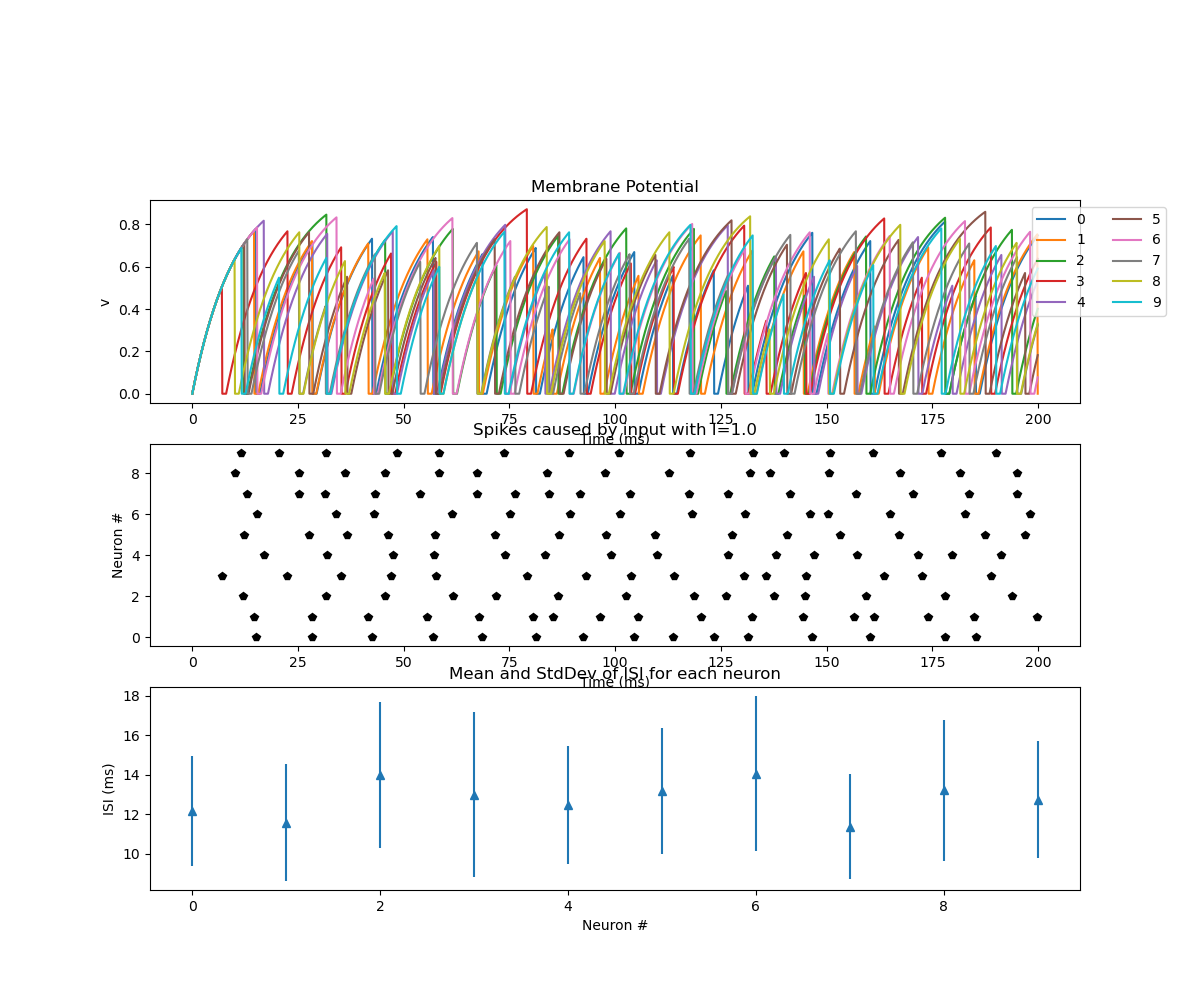 Membrane Potential
v
0.8
0.6
0.4
0.2
0.0
0 25 50 75 100 125 150 175 200
Time (ms)
0 5
1 6
2 7
3 8
4 9
Spikes caused by input with I=1.0
Neuron #
8
6
4
2
0
0 25 50 75 100 125 150 175 200
Time (ms)
Mean and StdDev of ISI for each neuron
ISI (ms)
18
16
14
12
10
0 2 4 6 8
Neuron #